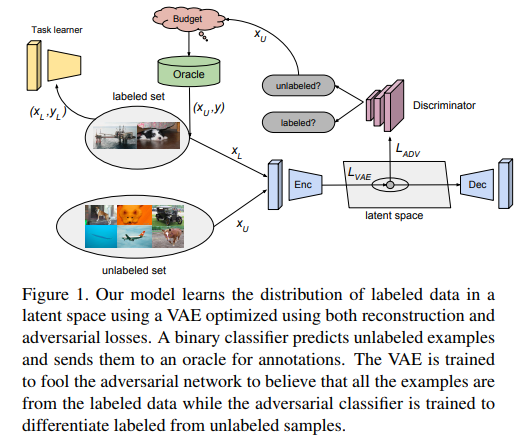 Budget
Task learner
x_U
Oracle
labeled set
unlabeled?
(x_L,y_L)
(x_U,y)
Discriminator
labeled?
x_L
L_ADV
L_VAE
Enc
Dec
latent space
x_U
unlabeled set
Figure 1. Our model learns the distribution of labeled data in a
latent space using a VAE optimized using both reconstruction and
adversarial losses. A binary classifier predicts unlabeled examples
and sends them to an oracle for annotations. The VAE is trained
to fool the adversarial network to believe that all the examples are
from the labeled data while the adversarial classifier is trained to
differentiate labeled from unlabeled samples.